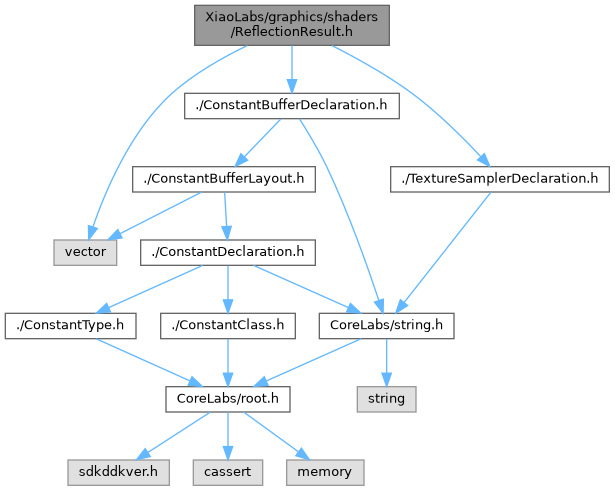 XiaoLabs/graphics/shaders
/ReflectionResult.h
./ConstantBufferDeclaration.h
./ConstantBufferLayout.h
./TextureSamplerDeclaration.h
vector
./ConstantDeclaration.h
./ConstantType.h
./ConstantClass.h
CoreLabs/string.h
CoreLabs/root.h
string
sdkddkver.h
cassert
memory